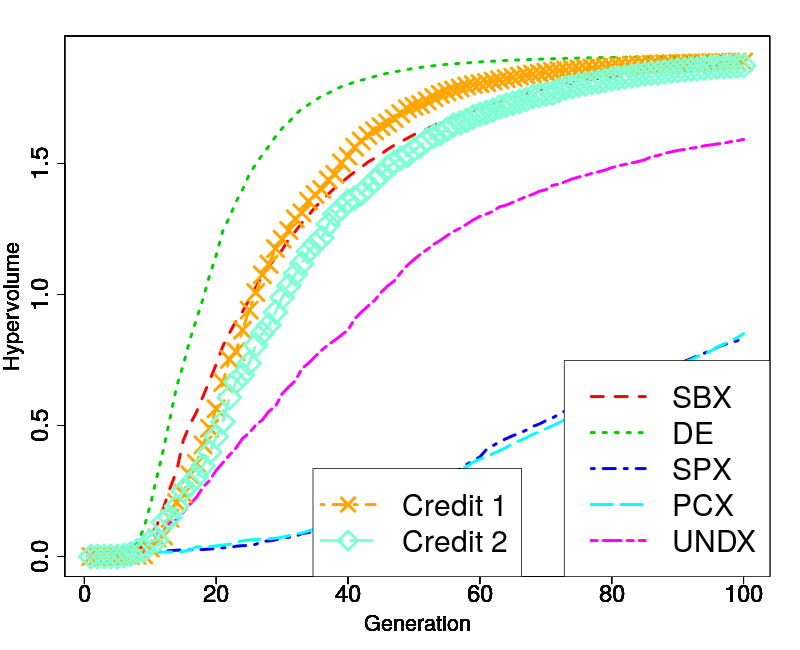 Hypervolume
1.5
1.0
0.5
0.0
SBX
DE
SPX
PCX
UNDX
Credit 1
Credit 2
0 20 40 60 80 100
Generation